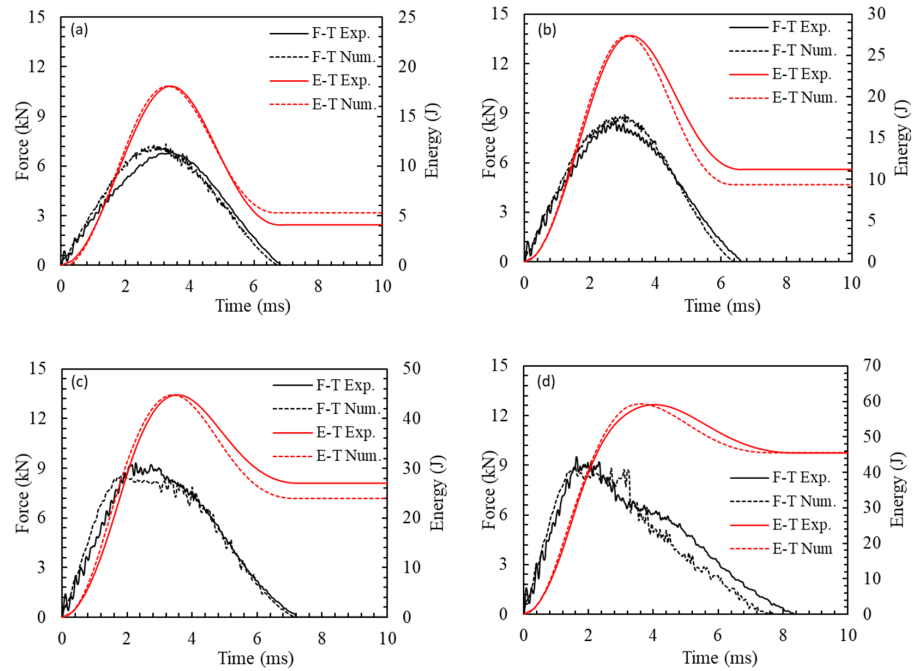 (a)
F-T Exp.
F-T Num.
E-T Exp.
E-T Num.
Force (kN)
15
12
9
6
3
0
Energy (J)
25
20
15
10
5
0
0 2 4 6 8 10
Time (ms)
(b)
F-T Exp.
F-T Num.
E-T Exp.
E-T Num.
Force (kN)
15
12
9
6
3
0
Energy (J)
30
25
20
15
10
5
0
0 2 4 6 8 10
Time (ms)
(c)
F-T Exp.
F-T Num.
E-T Exp.
E-T Num.
Force (kN)
15
12
9
6
3
0
Energy (J)
50
40
30
20
10
0
0 2 4 6 8 10
Time (ms)
(d)
F-T Exp.
F-T Num.
E-T Exp.
E-T Num
Force (kN)
15
12
9
6
3
0
Energy (J)
70
60
50
40
30
20
10
0
0 2 4 6 8 10
Time (ms)